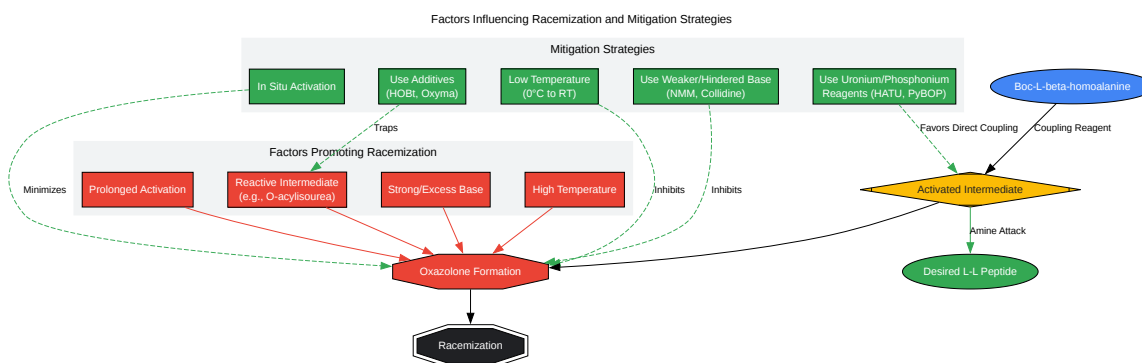 Factors Influencing Racemization and Mitigation Strategies
Mitigation Strategies
In Situ Activation
Use Additives
(HOBt, Oxyma)
Low Temperature
(0°C to RT)
Use Weaker/Hindered Base
(NMM, Collidine)
Use Uronium/Phosphonium
Reagents (HATU, PyBOP)
Boc-L-beta-homoalanine
Traps
Favors Direct Coupling
Coupling Reagent
Factors Promoting Racemization
Minimizes
Prolonged Activation
Reactive Intermediate
(e.g., O-acylisourea)
Strong/Excess Base
High Temperature
Inhibits
Inhibits
Activated Intermediate
Amine Attack
Oxazolone Formation
Desired L-L Peptide
Racemization